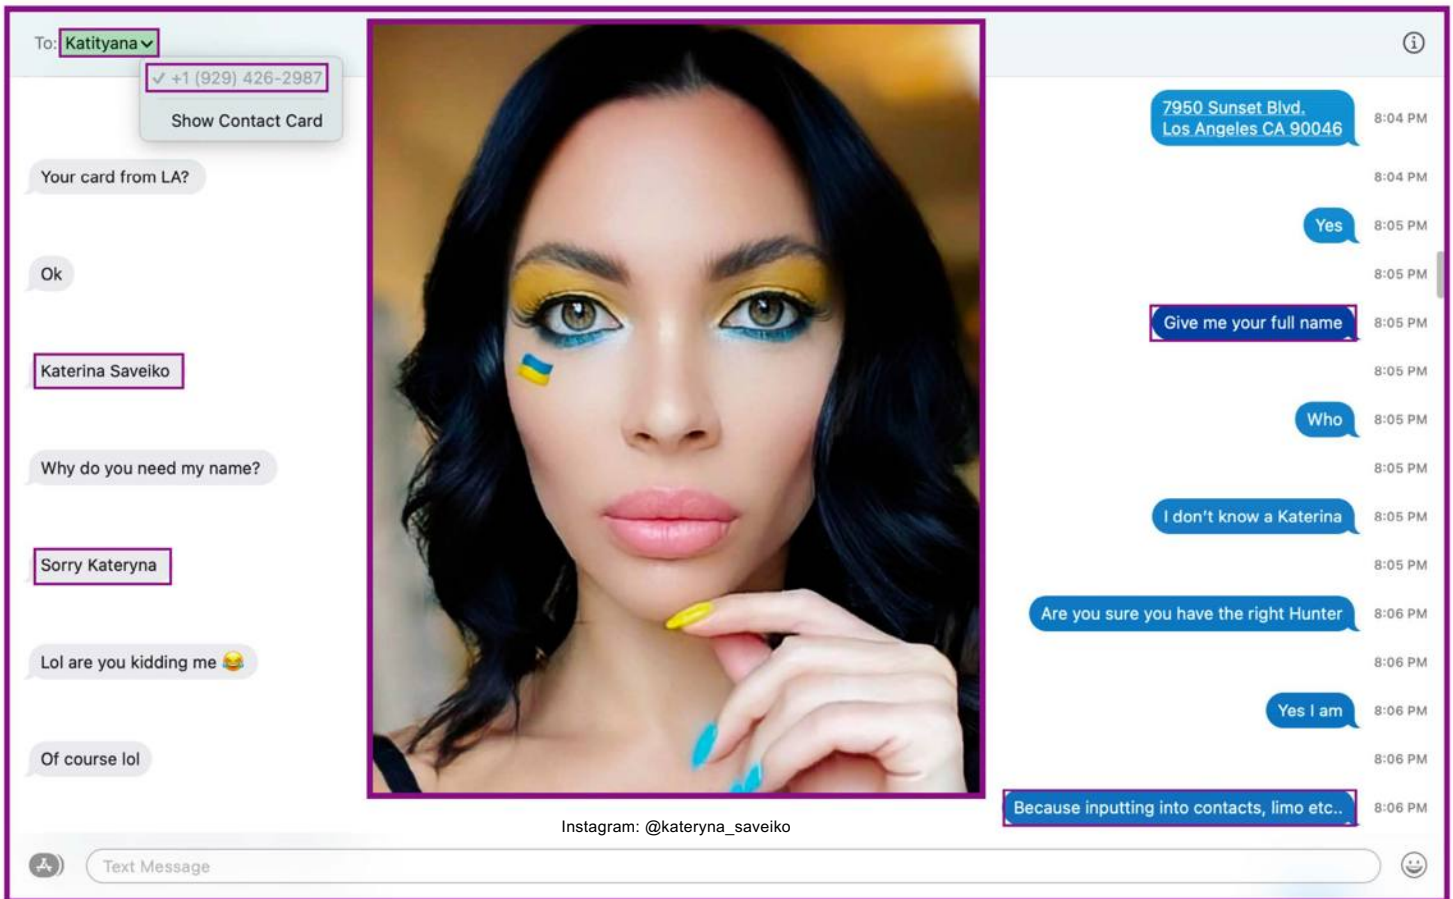 To: Katityana
+1 (929) 426-2987
Show Contact Card
7950 Sunset Blvd.
Los Angeles CA 90046
8:04 PM
Your card from LA?
8:04 PM
Yes
8:05 PM
Ok
8:05 PM
Give me your full name
8:05 PM
Katerina Saveiko
8:05 PM
Who
8:05 PM
Why do you need my name?
8:05 PM
I don't know a Katerina
8:05 PM
Sorry Kateryna
8:05 PM
Are you sure you have the right Hunter
8:06 PM
Lol are you kidding me 😂
8:06 PM
Yes I am
8:06 PM
Of course lol
8:06 PM
Because inputting into contacts, limo etc..
8:06 PM
Instagram: @kateryna_saveiko
Text Message